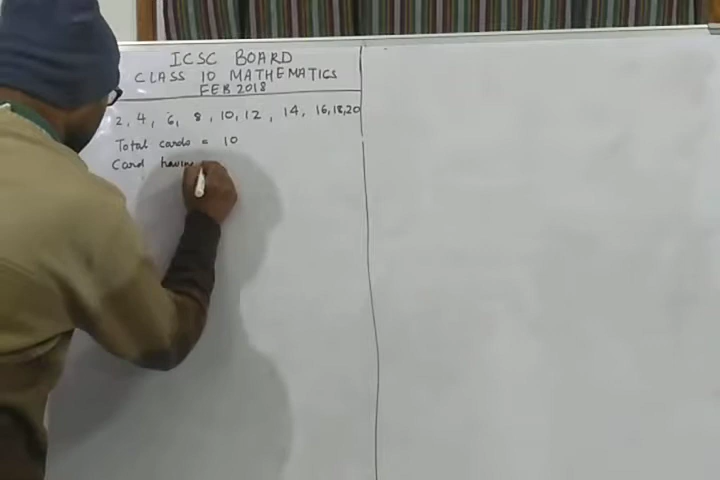 ICSC BOARD
CLASS 10 MATHEMATICS
FEB 2018
2, 4, 6, 8, 10, 12, 14, 16, 18, 20
Total cards = 10
Card having